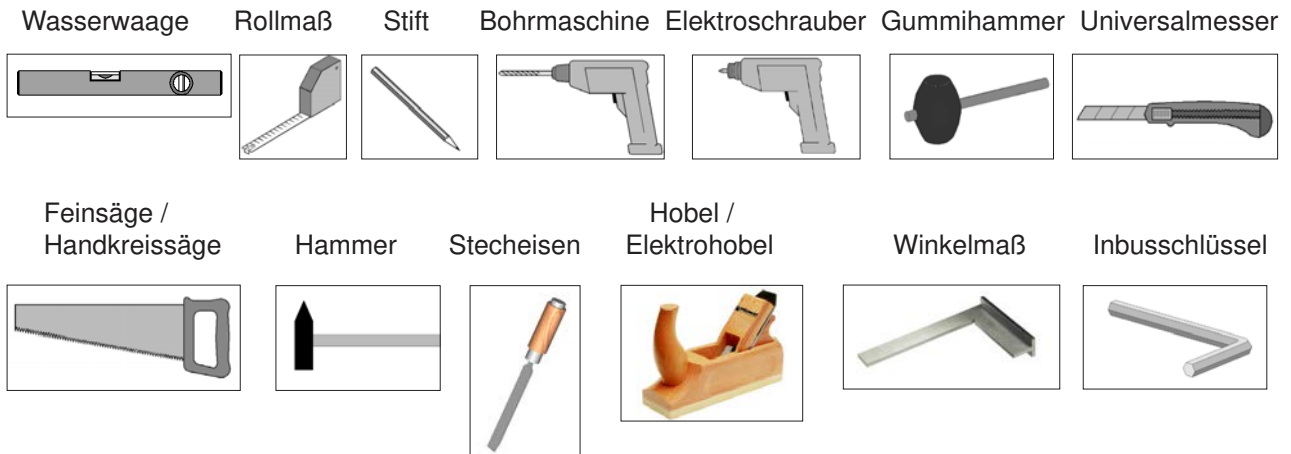 Wasserwaage Rollmaß Stift Bohrmaschine Elektroschrauber Gummihammer Universalmesser
Feinsäge /
Handkreissäge
Hammer
Stecheisen
Hobel /
Elektrohobel
Winkelmaß
Inbusschlüssel